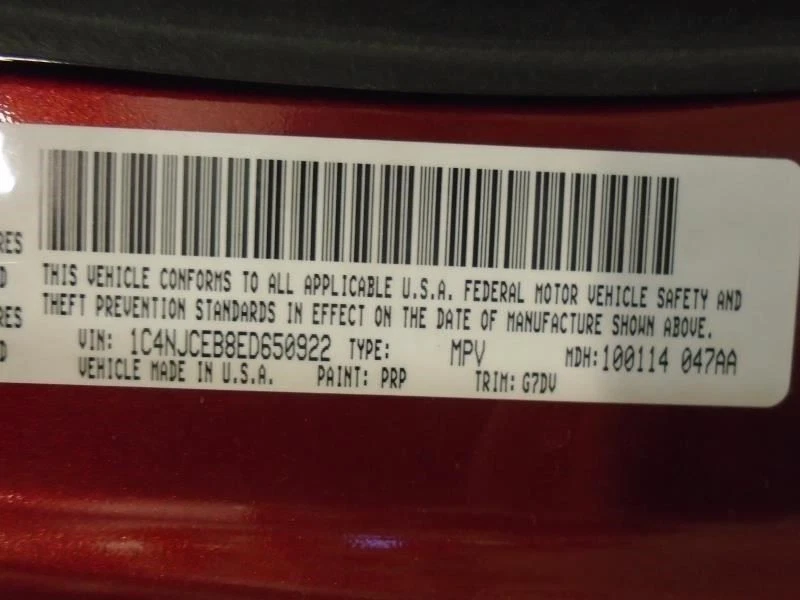 THIS VEHICLE CONFORMS TO ALL APPLICABLE U.S.A. FEDERAL MOTOR VEHICLE SAFETY AND
THEFT PREVENTION STANDARDS IN EFFECT ON THE DATE OF MANUFACTURE SHOWN ABOVE.
VIN: 1C4NJCEB8ED650922 TYPE: MPV MDH:100114 047AA
VEHICLE MADE IN U.S.A. PAINT: PRP TRIM: G7DV